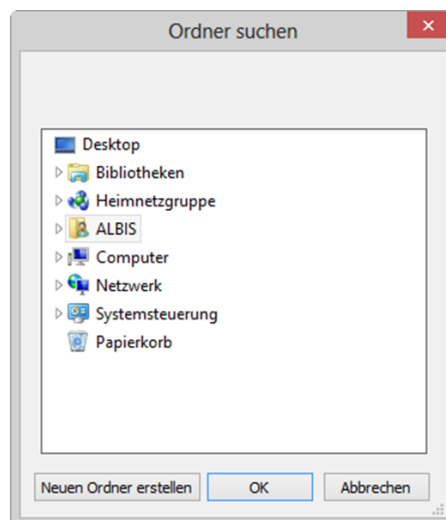 Ordner suchen
Desktop
Bibliotheken
Heimnetzgruppe
ALBIS
Computer
Netzwerk
Systemsteuerung
Papierkorb
Neuen Ordner erstellen OK Abbrechen